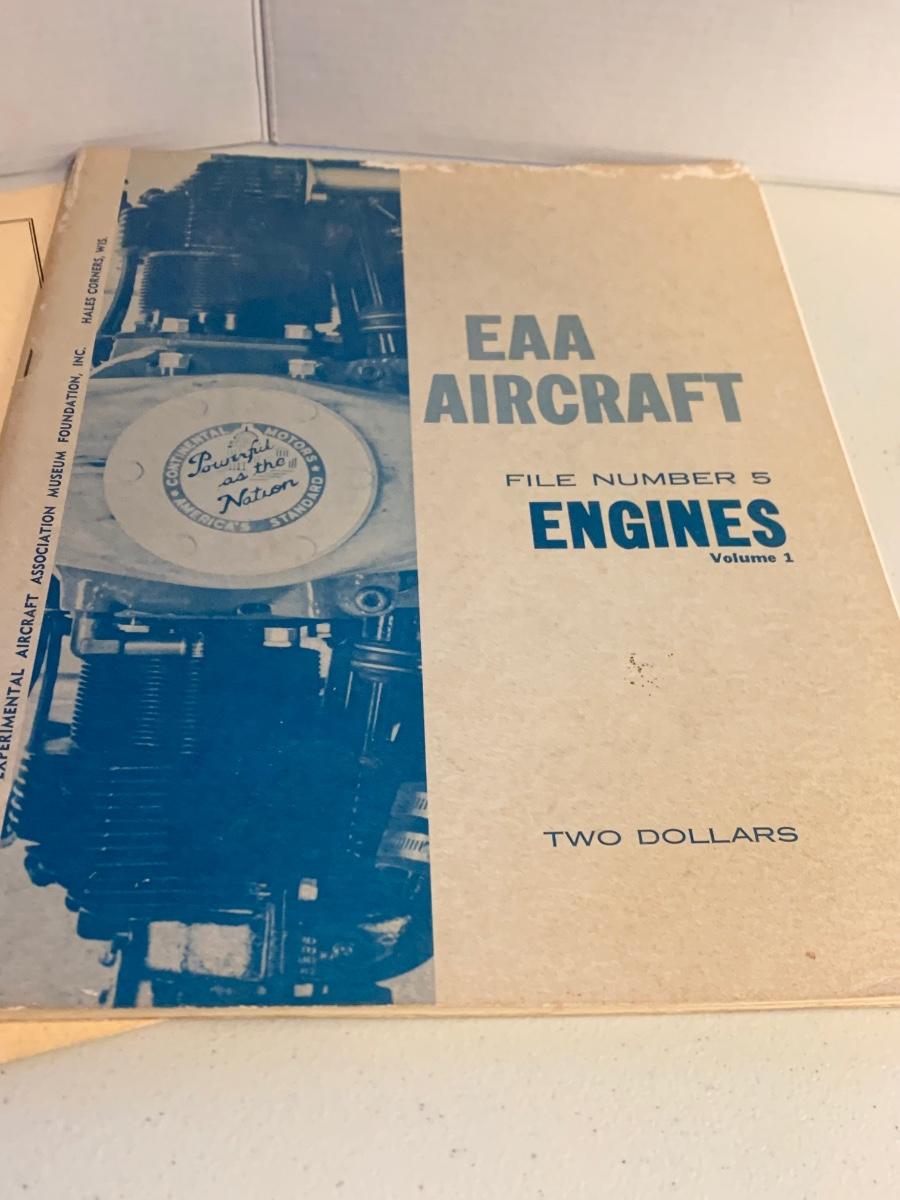 EAA
AIRCRAFT
FILE NUMBER 5
ENGINES
Volume 1
TWO DOLLARS
EXPERIMENTAL AIRCRAFT ASSOCIATION MUSEUM FOUNDATION, INC. HALES CORNERS, WIS.
CONTINENTAL MOTORS
Powerful
as the
Nation
AMERICA'S STANDARD